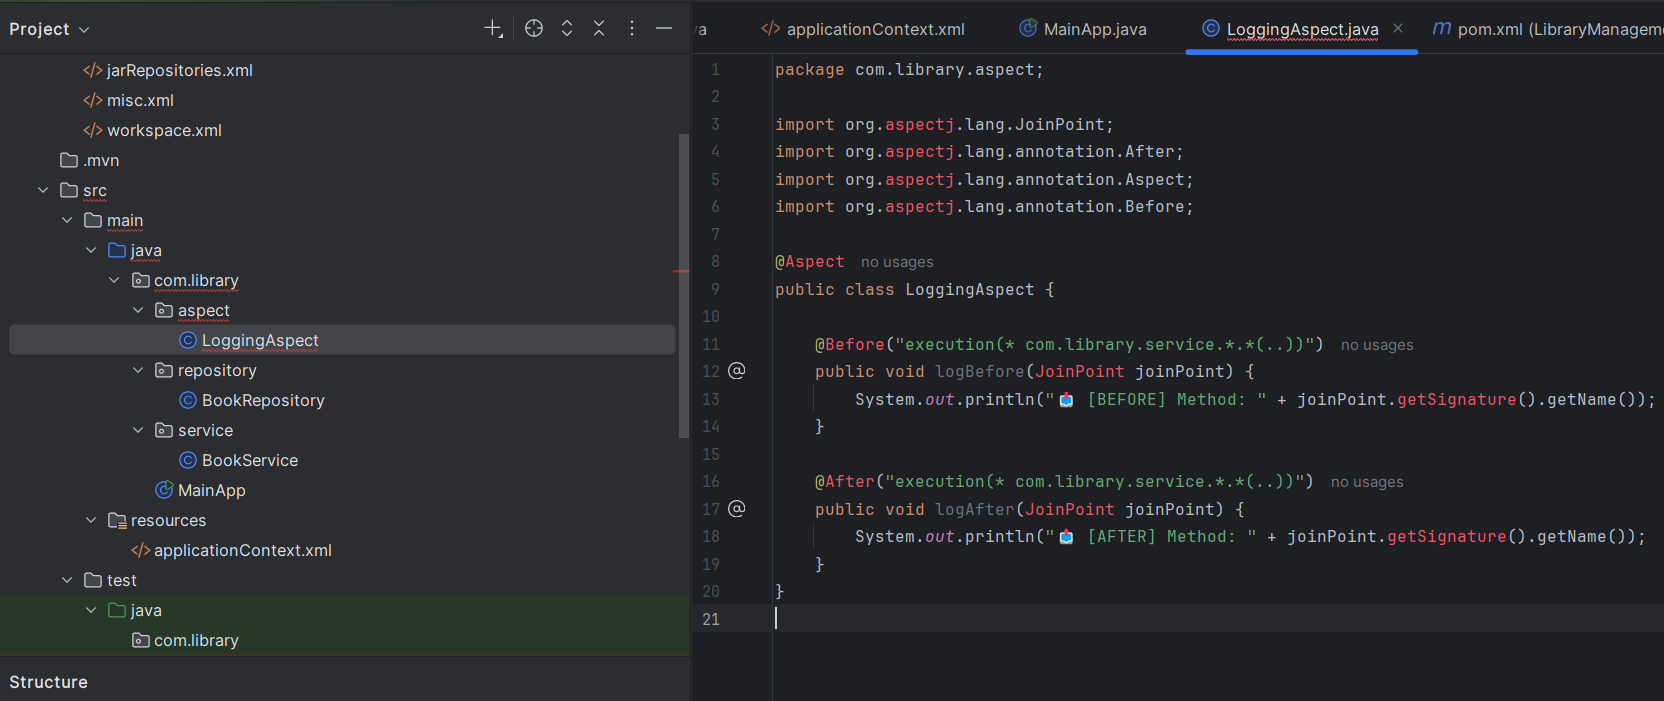 Project
jarRepositories.xml
misc.xml
workspace.xml
.mvn
src
main
java
com.library
aspect
LoggingAspect
repository
BookRepository
service
BookService
MainApp
resources
applicationContext.xml
test
java
com.library
Structure
va applicationContext.xml MainApp.java LoggingAspect.java pom.xml (LibraryManagem
1 package com.library.aspect;
2
3 import org.aspectj.lang.JoinPoint;
4 import org.aspectj.lang.annotation.After;
5 import org.aspectj.lang.annotation.Aspect;
6 import org.aspectj.lang.annotation.Before;
7
8 @Aspect no usages
9 public class LoggingAspect {
10
11 @Before("execution(* com.library.service.*.*(..))") no usages
12 public void logBefore(JoinPoint joinPoint) {
13 System.out.println("📤 [BEFORE] Method: " + joinPoint.getSignature().getName());
14 }
15
16 @After("execution(* com.library.service.*.*(..))") no usages
17 public void logAfter(JoinPoint joinPoint) {
18 System.out.println("📤 [AFTER] Method: " + joinPoint.getSignature().getName());
19 }
20 }
21